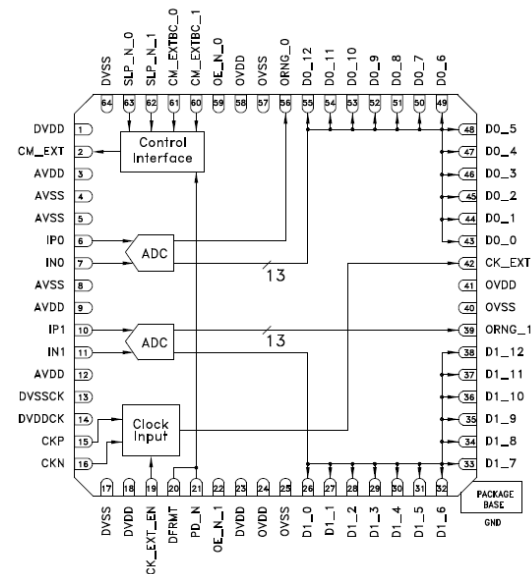 DVSS
SLP_N_0
SLP_N_1
CM_EXTBC_0
CM_EXTBC_1
OE_N_0
OVDD
OVSS
ORNG_0
D0_12
D0_11
D0_10
D0_9
D0_8
D0_7
D0_6
64 63 62 61 60 59 58 57 56 55 54 53 52 51 50 49
DVDD 1
CM_EXT 2
AVDD 3
AVSS 4
AVSS 5
IP0 6
IN0 7
AVSS 8
AVDD 9
IP1 10
IN1 11
AVDD 12
DVSSCK 13
DVDDCK 14
CKP 15
CKN 16
Control
Interface
ADC
13
ADC
13
Clock
Input
48 D0_5
47 D0_4
46 D0_3
45 D0_2
44 D0_1
43 D0_0
42 CK_EXT
41 OVDD
40 OVSS
39 ORNG_1
38 D1_12
37 D1_11
36 D1_10
35 D1_9
34 D1_8
33 D1_7
17 18 19 20 21 22 23 24 25 26 27 28 29 30 31 32
DVSS
DVDD
CK_EXT_EN
DFRMT
PD_N
OE_N_1
DVDD
OVDD
OVSS
D1_0
D1_1
D1_2
D1_3
D1_4
D1_5
D1_6
PACKAGE
BASE
GND